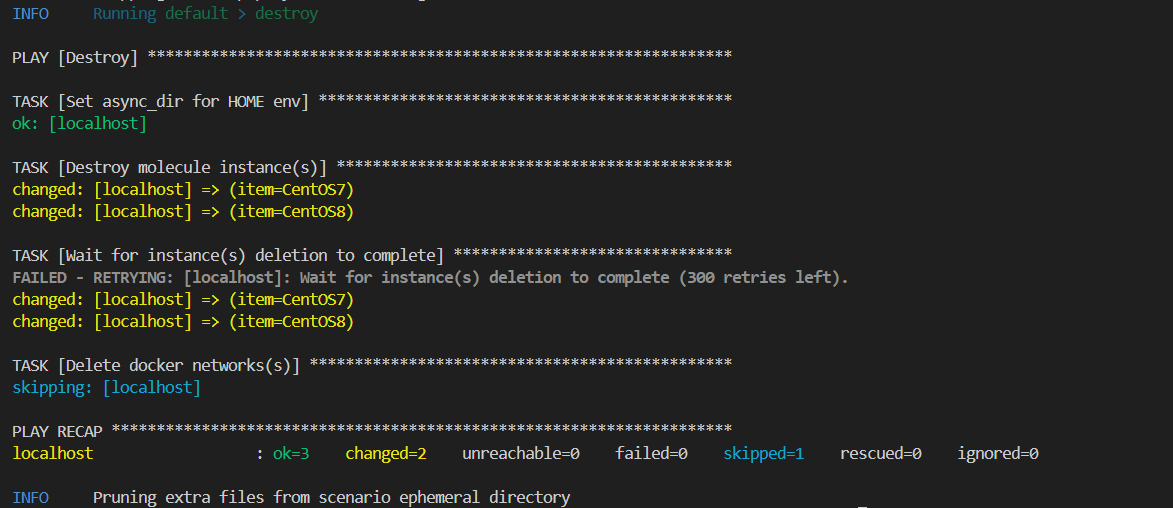 INFO     Running default > destroy
PLAY [Destroy] *****************************************************************
TASK [Set async_dir for HOME env] **********************************************
ok: [localhost]
TASK [Destroy molecule instance(s)] ********************************************
changed: [localhost] => (item=CentOS7)
changed: [localhost] => (item=CentOS8)
TASK [Wait for instance(s) deletion to complete] *******************************
FAILED - RETRYING: [localhost]: Wait for instance(s) deletion to complete (300 retries left).
changed: [localhost] => (item=CentOS7)
changed: [localhost] => (item=CentOS8)
TASK [Delete docker networks(s)] ***********************************************
skipping: [localhost]
PLAY RECAP *********************************************************************
localhost                  : ok=3    changed=2    unreachable=0    failed=0    skipped=1    rescued=0    ignored=0
INFO     Pruning extra files from scenario ephemeral directory